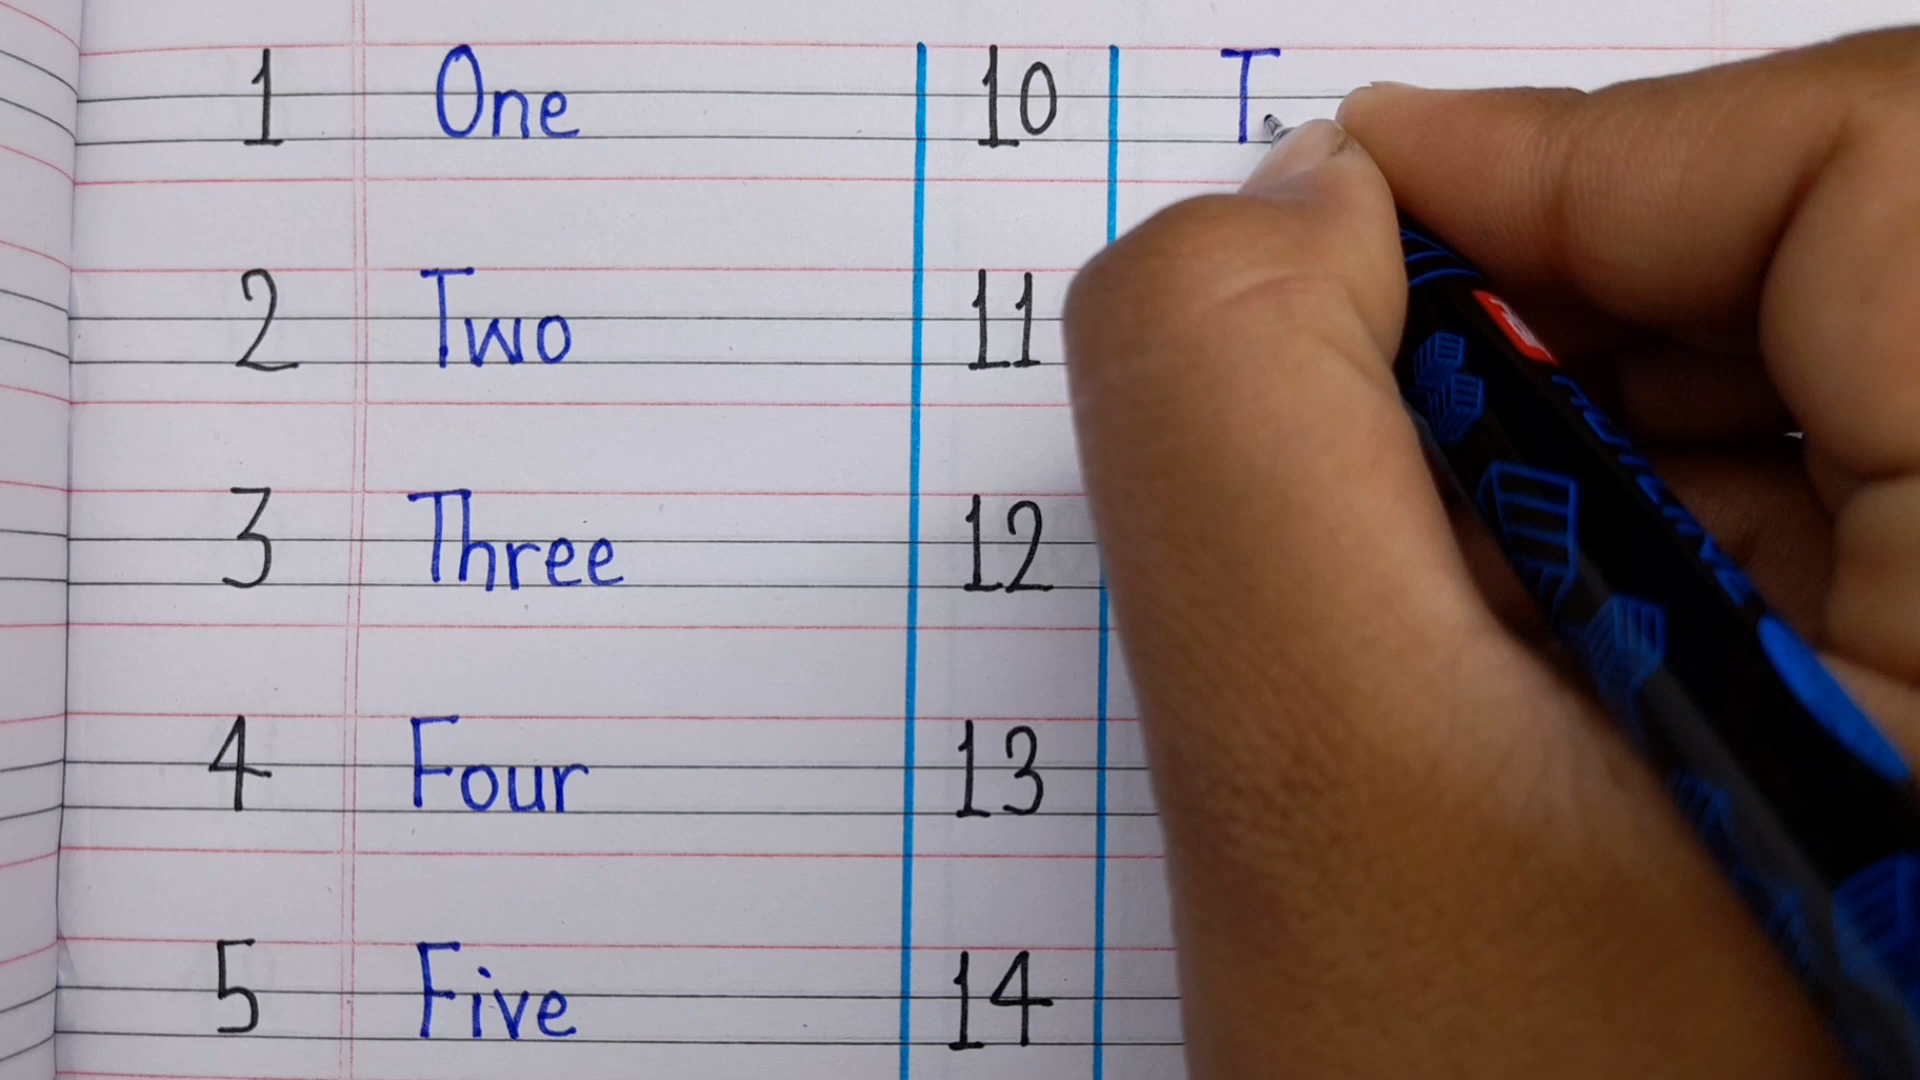 1 One 10 T
2 Two 11
3 Three 12
4 Four 13
5 Five 14